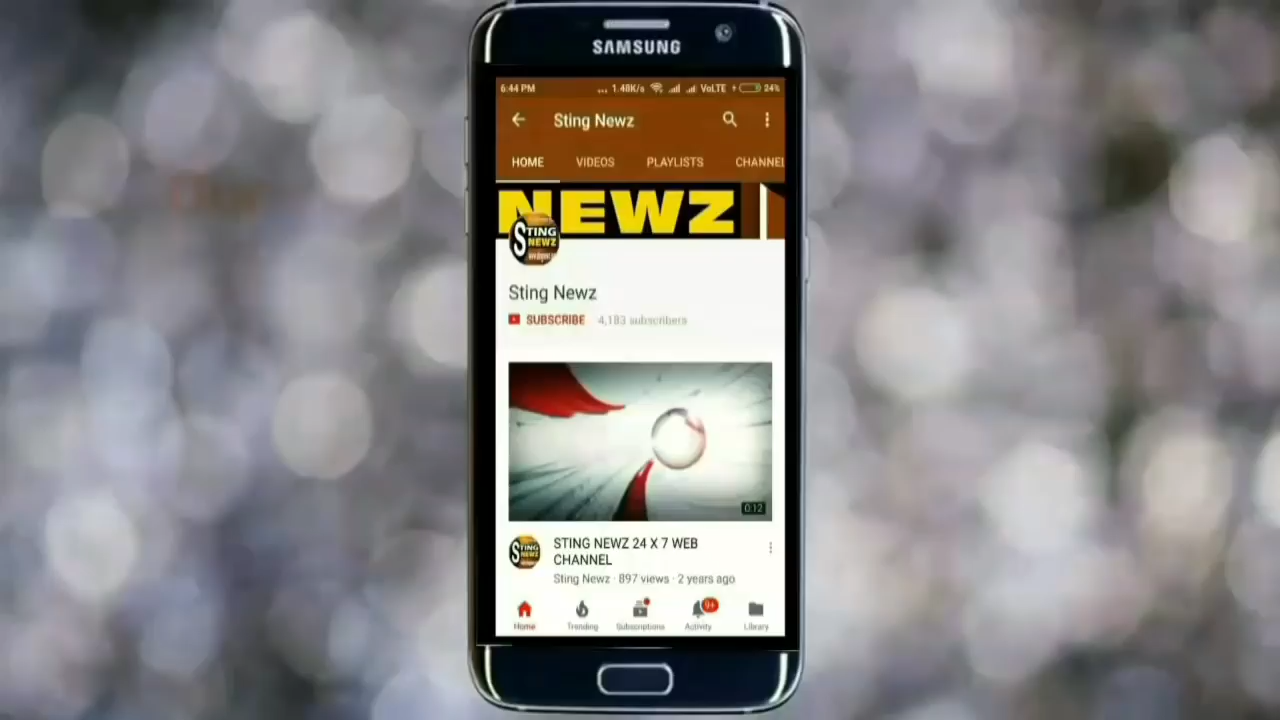 SAMSUNG
6:44 PM ... 1.48K/s VoLTE 24%
Sting Newz
HOME VIDEOS PLAYLISTS CHANNEL
NEWZ
STING
NEWZ
Sting Newz
SUBSCRIBE 4,183 subscribers
0:12
STING NEWZ 24 X 7 WEB
CHANNEL
STING
NEWZ
Sting Newz · 897 views · 2 years ago
9+
Home Trending Subscriptions Activity Library